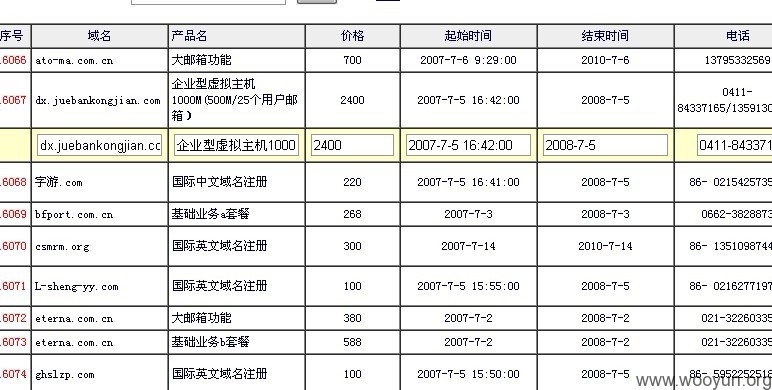 序号 域名 产品名 价格 起始时间 结束时间 电话
6066 ato-ma.com.cn 大邮箱功能 700 2007-7-6 9:29:00 2010-7-6 13795332569
6067 dx.juebankongjian.com 企业型虚拟主机 1000M(500M/25个用户邮箱) 2400 2007-7-5 16:42:00 2008-7-5 0411-84337165/1359130
dx.juebankongjian.cc 企业型虚拟主机1000 2400 2007-7-5 16:42:00 2008-7-5 0411-843371
6068 字游.com 国际中文域名注册 220 2007-7-5 16:41:00 2008-7-5 86- 0215425735
6069 bfport.com.cn 基础业务a套餐 268 2007-7-3 2008-7-3 0662-3828873
6070 csmrm.org 国际英文域名注册 300 2007-7-14 2010-7-14 86- 1351098744
6071 L-sheng-yy.com 国际英文域名注册 100 2007-7-5 15:55:00 2008-7-5 86- 0216277197
6072 eterna.com.cn 大邮箱功能 380 2007-7-2 2008-7-2 021-32260335
6073 eterna.com.cn 基础业务b套餐 588 2007-7-2 2008-7-2 021-32260335
6074 ghslzp.com 国际英文域名注册 100 2007-7-5 15:50:00 2008-7-5 86- 5952252518
www.wooyun.org